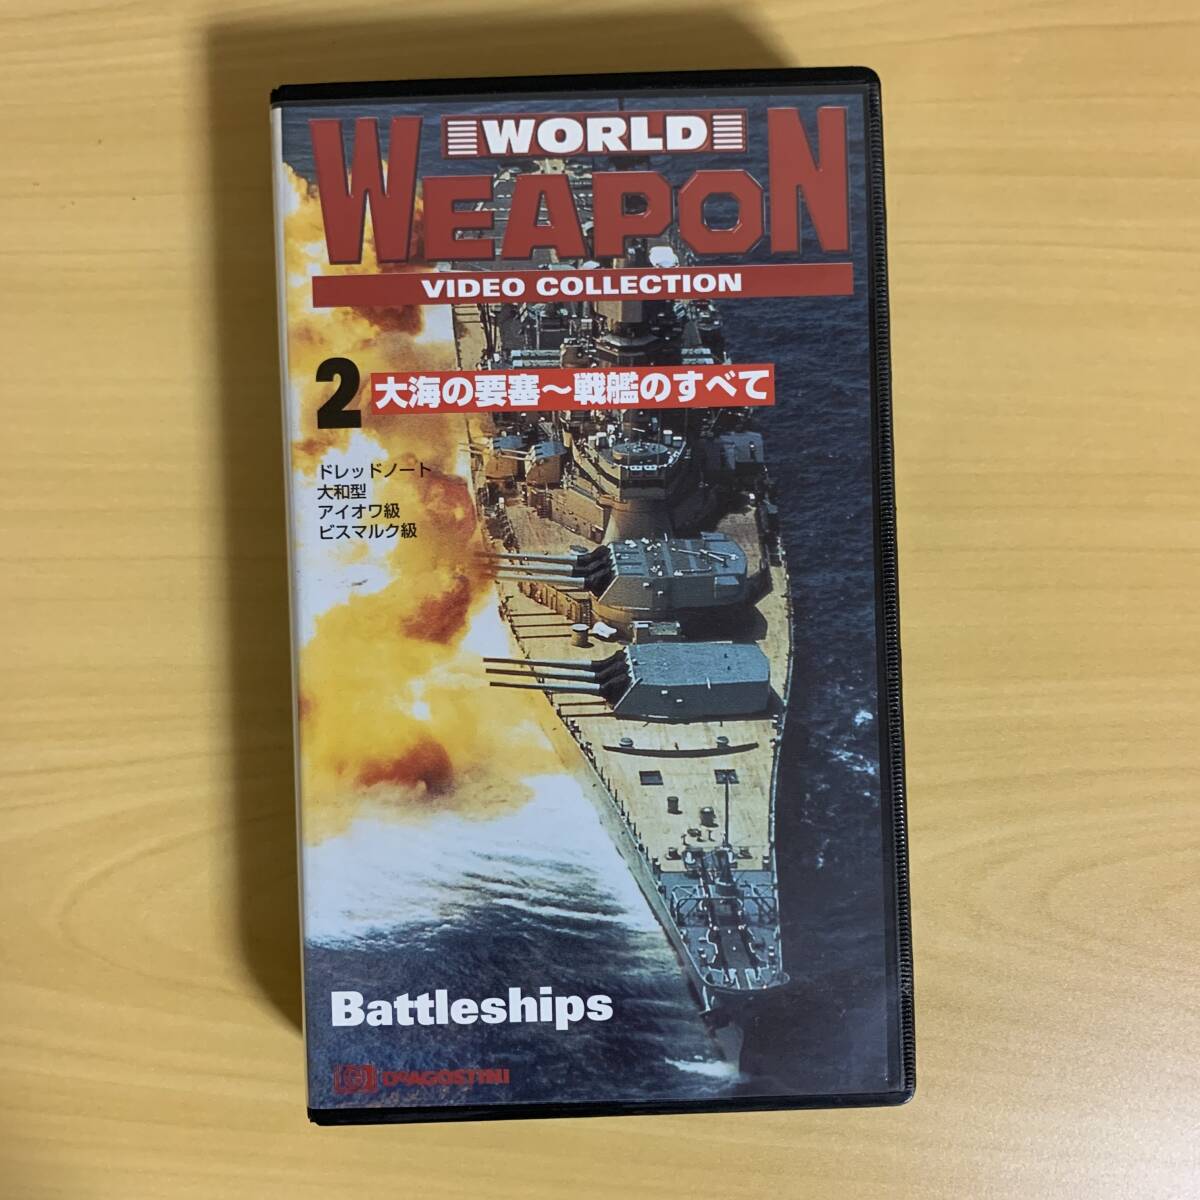 WORLD
WEAPON
VIDEO COLLECTION
2 大海の要塞～戦艦のすべて
ドレッドノート
大和型
アイオワ級
ビスマルク級
Battleships
DeAGOSTINI